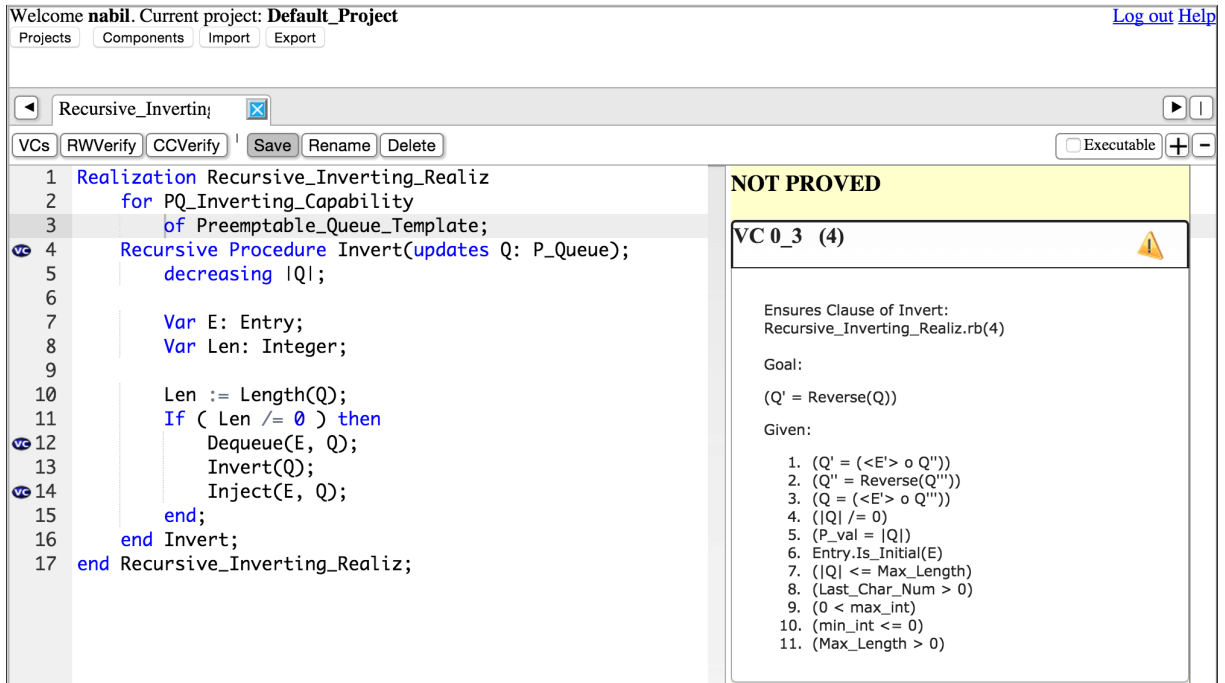 Welcome nabil. Current project: Default_Project
Log out Help
Projects Components Import Export
Recursive_Inverting
VCs RWVerify CCVerify Save Rename Delete
Executable + -
1 Realization Recursive_Inverting_Realiz
2 for PQ_Inverting_Capability
3 of Preemptable_Queue_Template;
VC 4 Recursive Procedure Invert(updates Q: P_Queue);
5 decreasing |Q|;
6
7 Var E: Entry;
8 Var Len: Integer;
9
10 Len := Length(Q);
11 If ( Len /= 0 ) then
VC 12 Dequeue(E, Q);
13 Invert(Q);
VC 14 Inject(E, Q);
15 end;
16 end Invert;
17 end Recursive_Inverting_Realiz;
NOT PROVED
VC 0_3 (4)
Ensures Clause of Invert:
Recursive_Inverting_Realiz.rb(4)
Goal:
(Q' = Reverse(Q))
Given:
1. (Q' = (<E'> o Q''))
2. (Q'' = Reverse(Q'''))
3. (Q = (<E'> o Q'''))
4. (|Q| /= 0)
5. (P_val = |Q|)
6. Entry.Is_Initial(E)
7. (|Q| <= Max_Length)
8. (Last_Char_Num > 0)
9. (0 < max_int)
10. (min_int <= 0)
11. (Max_Length > 0)